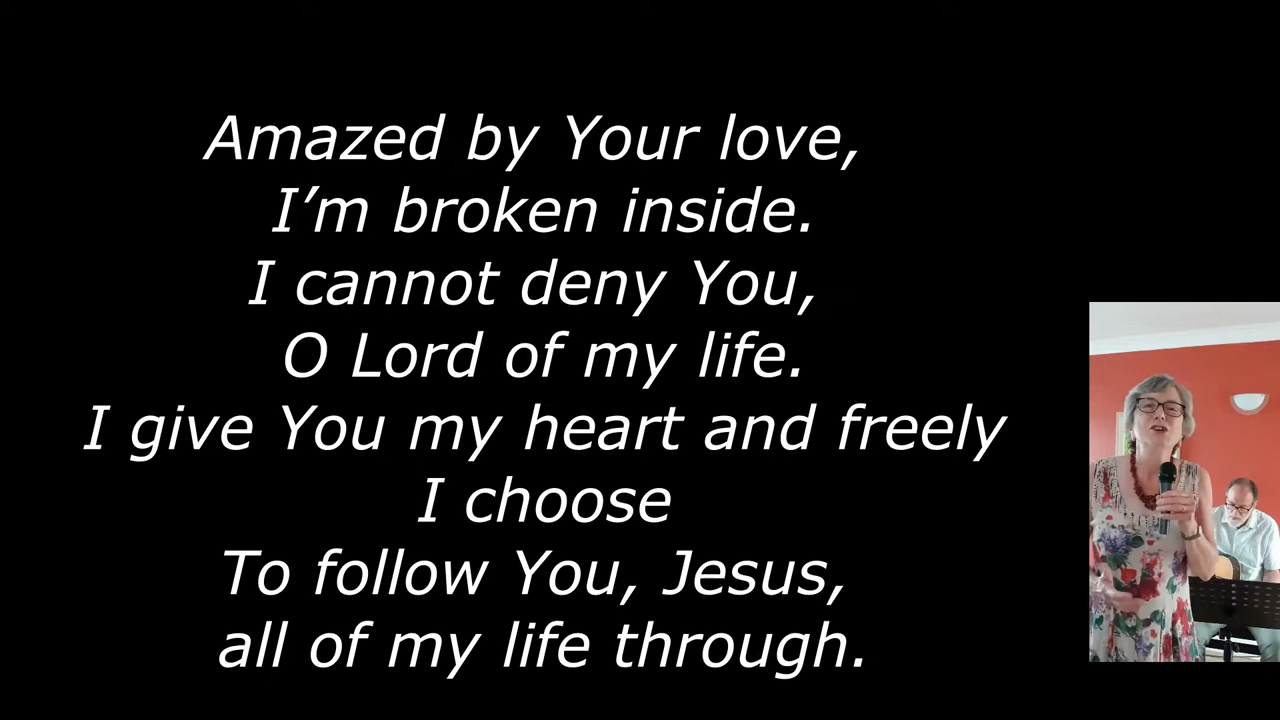 Amazed by Your love,
I’m broken inside.
I cannot deny You,
O Lord of my life.
I give You my heart and freely
I choose
To follow You, Jesus,
all of my life through.